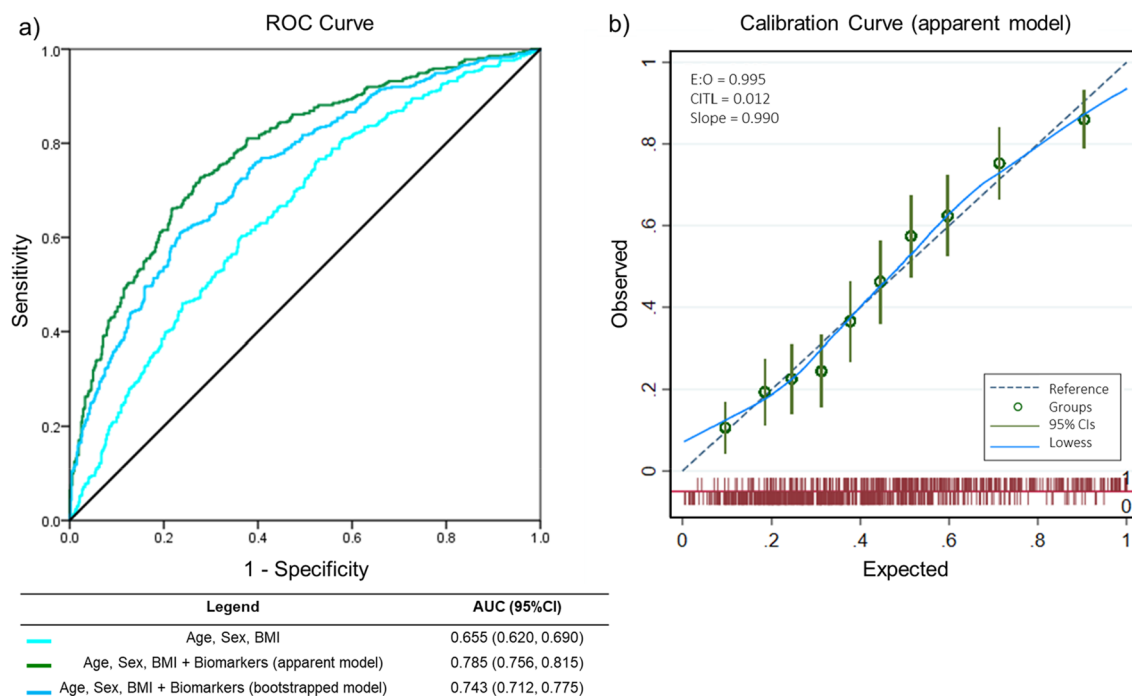 a)
ROC Curve
1.0
0.8
0.6
0.4
0.2
0.0
Sensitivity
0.0 0.2 0.4 0.6 0.8 1.0
1 - Specificity
Legend AUC (95%CI)
Age, Sex, BMI 0.655 (0.620, 0.690)
Age, Sex, BMI + Biomarkers (apparent model) 0.785 (0.756, 0.815)
Age, Sex, BMI + Biomarkers (bootstrapped model) 0.743 (0.712, 0.775)
b)
Calibration Curve (apparent model)
E:O = 0.995
CITL = 0.012
Slope = 0.990
1
.8
.6
.4
.2
0
Observed
Reference
Groups
95% CIs
Lowess
1
0
0 .2 .4 .6 .8 1
Expected